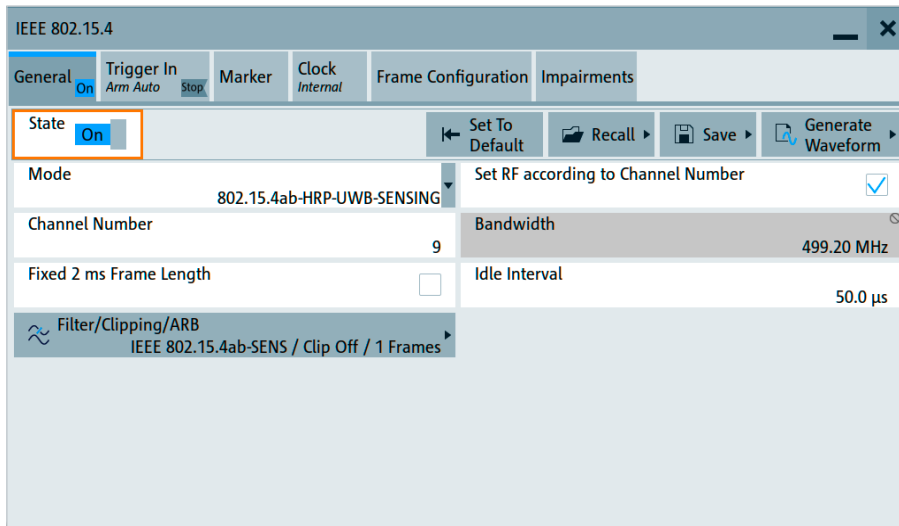 IEEE 802.15.4
General On
Trigger In
Arm Auto Stop
Marker
Clock
Internal
Frame Configuration
Impairments
State On
Set To
Default
Recall
Save
Generate
Waveform
Mode
802.15.4ab-HRP-UWB-SENSING
Set RF according to Channel Number
Channel Number
9
Bandwidth
499.20 MHz
Fixed 2 ms Frame Length
Idle Interval
50.0 µs
Filter/Clipping/ARB
IEEE 802.15.4ab-SENS / Clip Off / 1 Frames